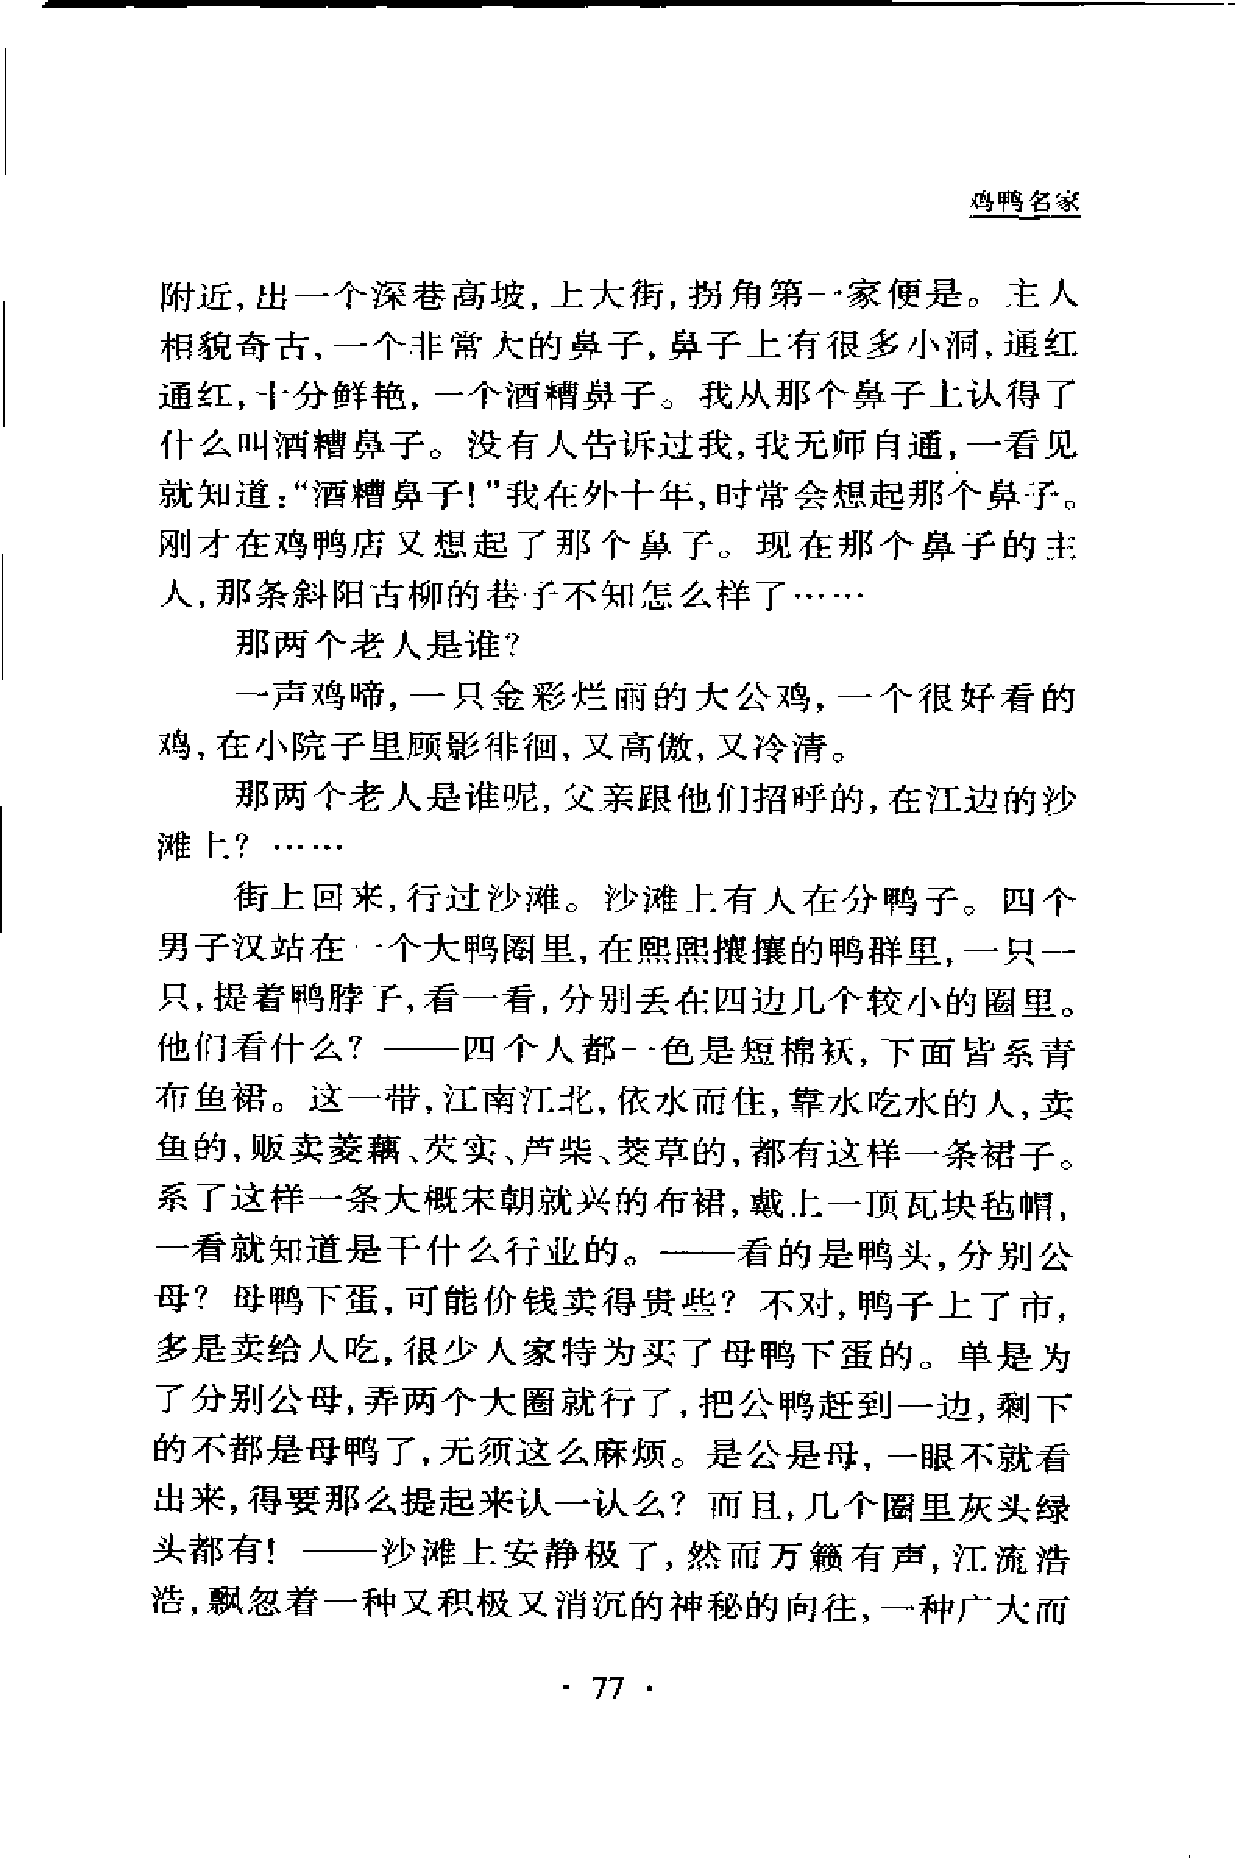 鸡鸭名家
附近,出一个深巷高坡,上大街,拐角第一家便是。主人
相貌奇古,一个非常大的鼻子,鼻子上有很多小洞,通红
通红,十分鲜艳,一个酒糟鼻子。我从那个鼻子上认得了
什么叫酒糟鼻子。没有人告诉过我,我无师自通,一看见
就知道:“酒糟鼻子!”我在外十年,时常会想起那个鼻子。
刚才在鸡鸭店又想起了那个鼻子。现在那个鼻子的主
人,那条斜阳古柳的巷子不知怎么样了……
那两个老人是谁?
一声鸡啼,一只金彩烂丽的大公鸡,一个很好看的
鸡,在小院子里顾影徘徊,又高傲,又冷清。
那两个老人是谁呢,父亲跟他们招呼的,在江边的沙
滩上?……
街上回来,行过沙滩。沙滩上有人在分鸭子。四个
男子汉站在一个大鸭圈里,在熙熙攘攘的鸭群里,一只一
只,提着鸭脖子,看一看,分别丢在四边几个较小的圈里。
他们看什么?——四个人都一色是短棉袄,下面皆系青
布鱼裙。这一带,江南江北,依水而住,靠水吃水的人,卖
鱼的,贩卖菱藕、芡实、芦柴、茭草的,都有这样一条裙子。
系了这样一条大概宋朝就兴的布裙,戴上一顶瓦块毡帽,
一看就知道是干什么行业的。——看的是鸭头,分别公
母?母鸭下蛋,可能价钱卖得贵些?不对,鸭子上了市,
多是卖给人吃,很少人家特为买了母鸭下蛋的。单是为
了分别公母,弄两个大圈就行了,把公鸭赶到一边,剩下
的不都是母鸭了,无须这么麻烦。是公是母,一眼不就看
出来,得要那么提起来认一认么?而且,几个圈里灰头绿
头都有!——沙滩上安静极了,然而万籁有声,江流浩
浩,飘忽着一种又积极又消沉的神秘的向往,一种广大而
· 77 ·